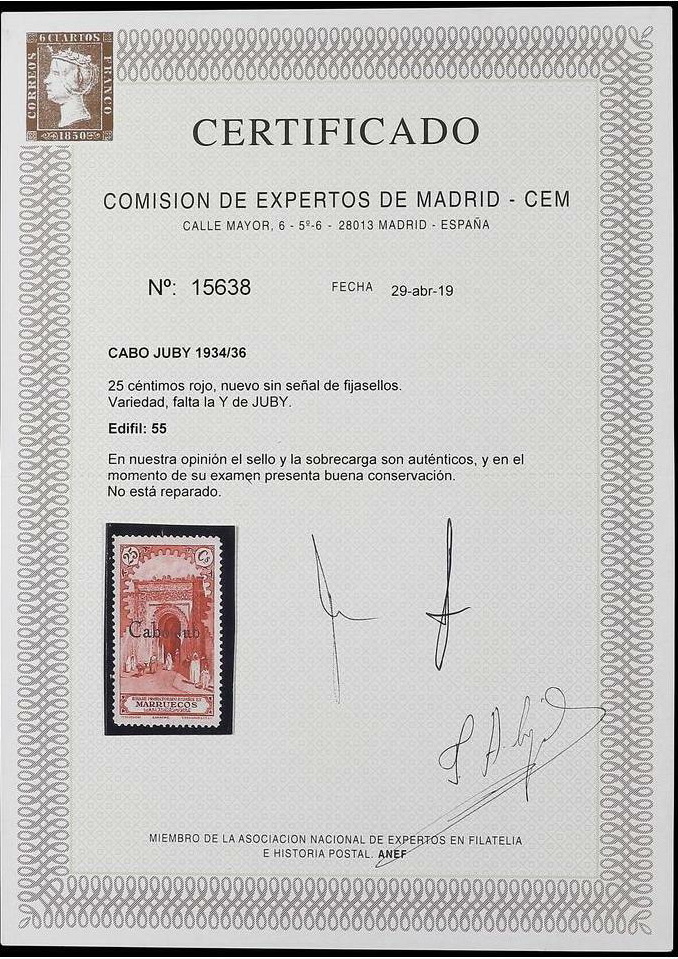 6 CUARTOS
CORREOS
FRANCO
1850
CERTIFICADO
COMISION DE EXPERTOS DE MADRID - CEM
CALLE MAYOR, 6 - 5º-6 - 28013 MADRID - ESPAÑA
Nº: 15638
FECHA 29-abr-19
CABO JUBY 1934/36
25 céntimos rojo, nuevo sin señal de fijasellos.
Variedad, falta la Y de JUBY.
Edifil: 55
En nuestra opinión el sello y la sobrecarga son auténticos, y en el
momento de su examen presenta buena conservación.
No está reparado.
25 Cs
Cabo Jub
MARRUECOS
MIEMBRO DE LA ASOCIACION NACIONAL DE EXPERTOS EN FILATELIA
E HISTORIA POSTAL. ANEF